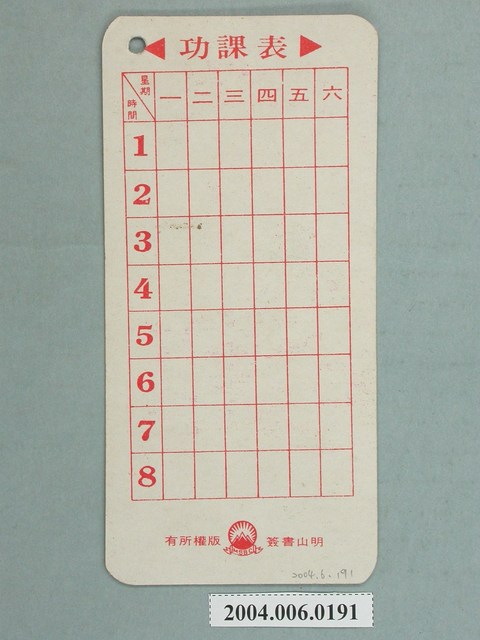 ◀ 功課表 ▶
星期
時間
一 二 三 四 五 六
1
2
3
4
5
6
7
8
明山書簽 版權所有
2004.6.191
2004.006.0191